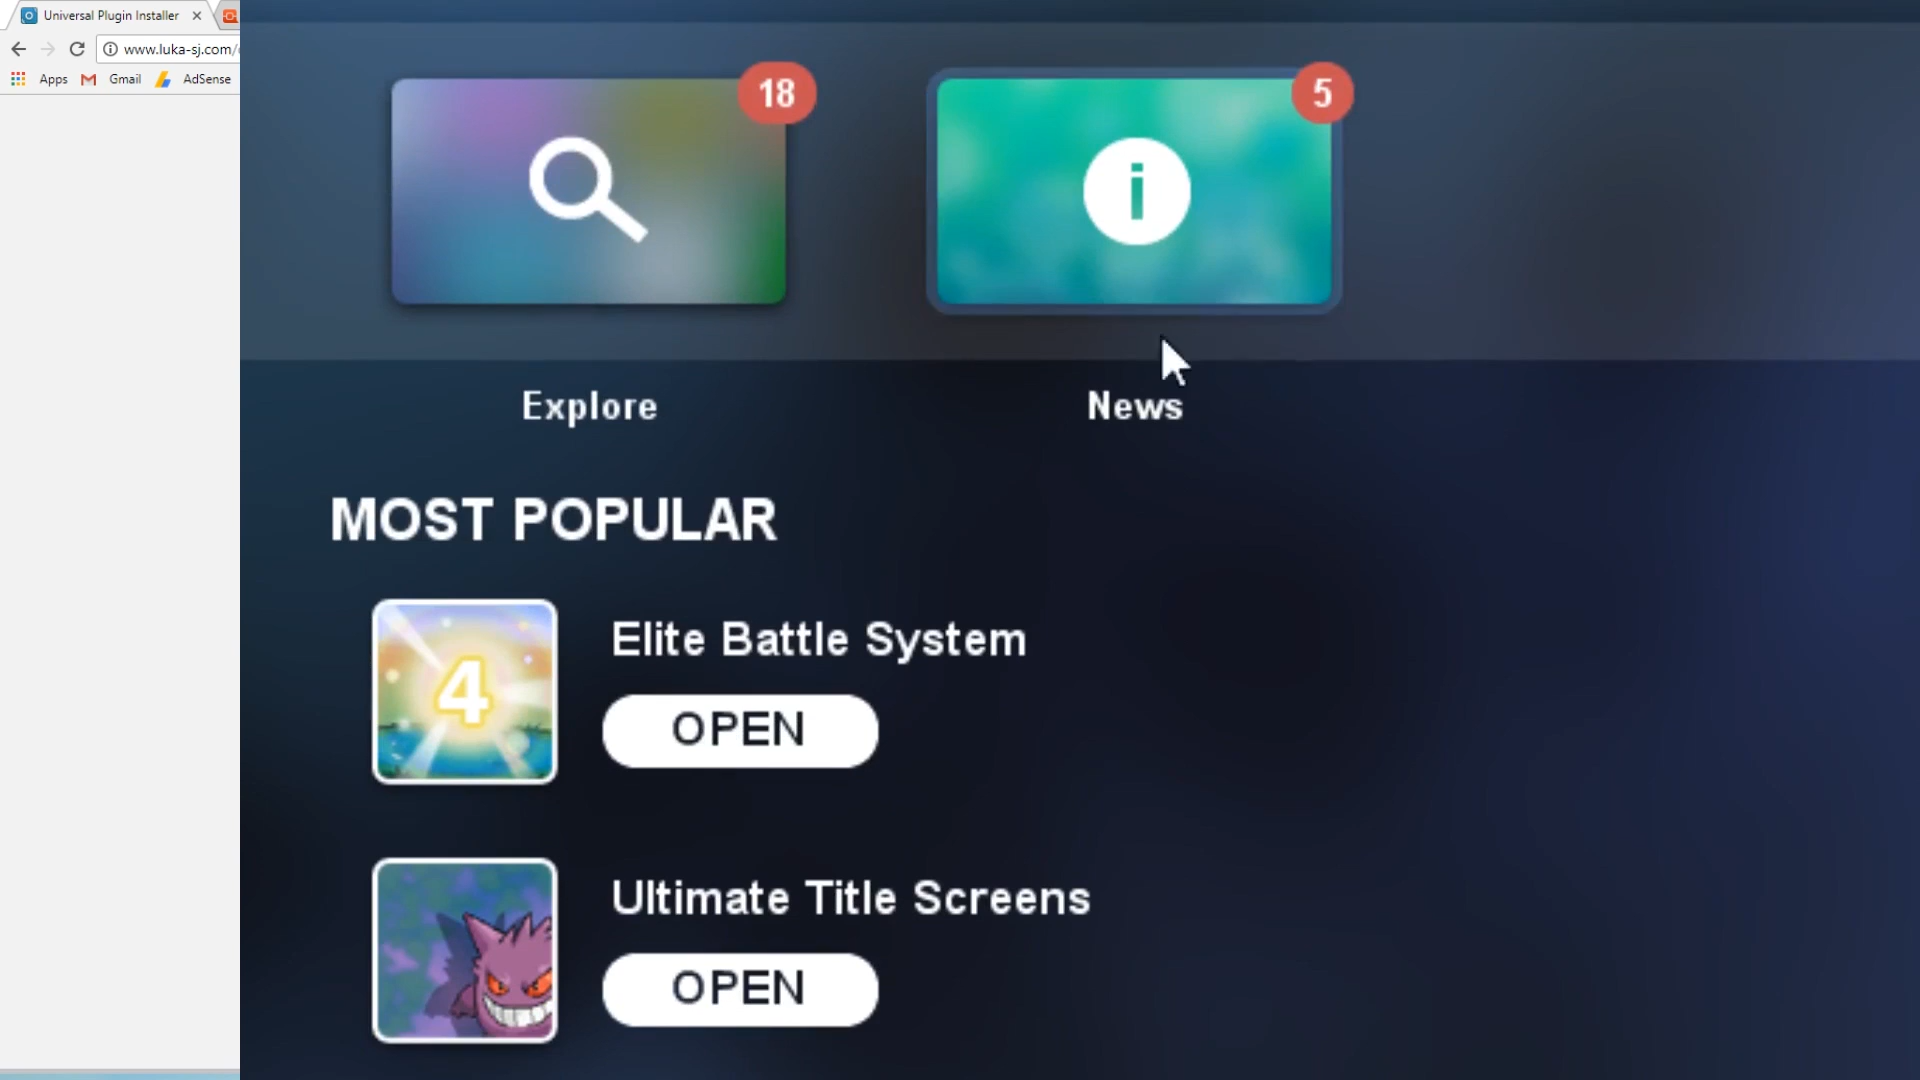 Universal Plugin Installer
www.luka-sj.com/
Apps Gmail AdSense
18
5
Explore
News
MOST POPULAR
4
Elite Battle System
OPEN
Ultimate Title Screens
OPEN